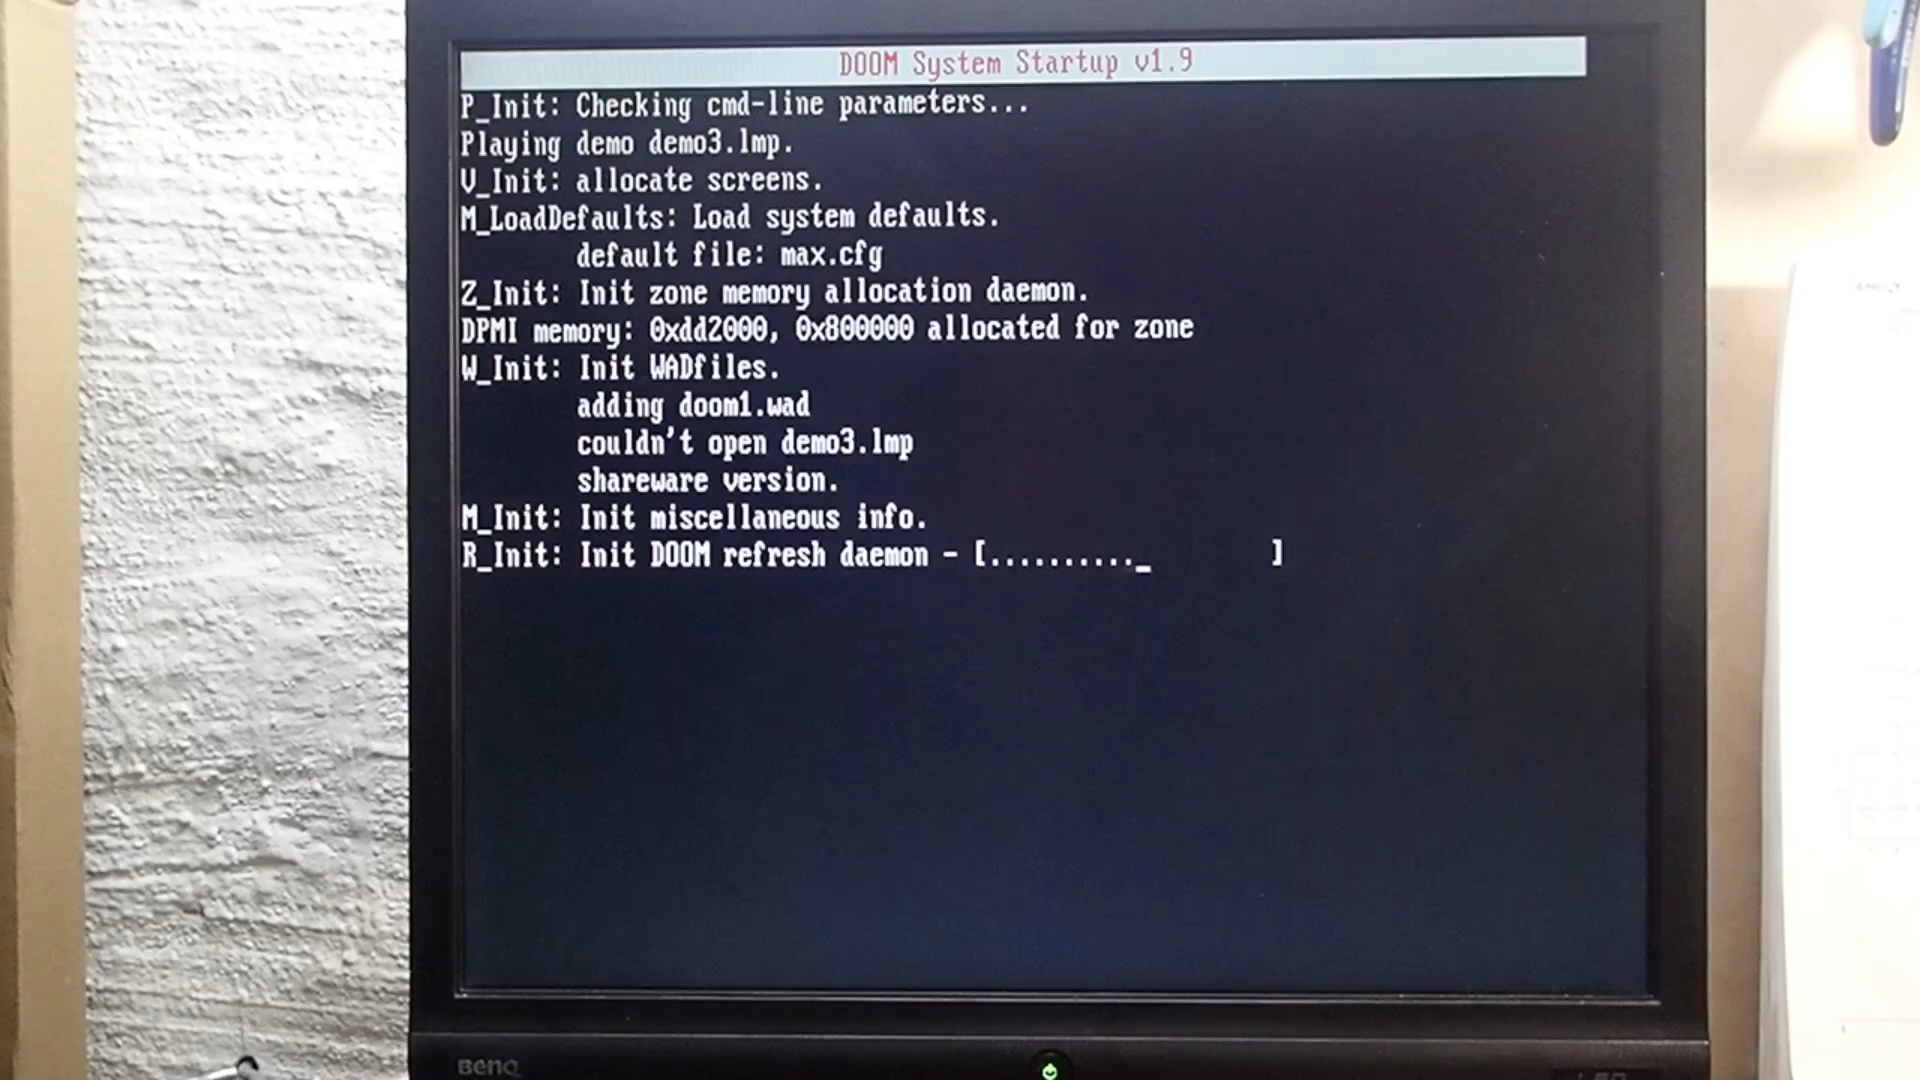 DOOM System Startup v1.9
P_Init: Checking cmd-line parameters...
Playing demo demo3.lmp.
V_Init: allocate screens.
M_LoadDefaults: Load system defaults.
default file: max.cfg
Z_Init: Init zone memory allocation daemon.
DPMI memory: 0xdd2000, 0x800000 allocated for zone
W_Init: Init WADfiles.
adding doom1.wad
couldn't open demo3.lmp
shareware version.
M_Init: Init miscellaneous info.
R_Init: Init DOOM refresh daemon - [.........._ ]
BenQ